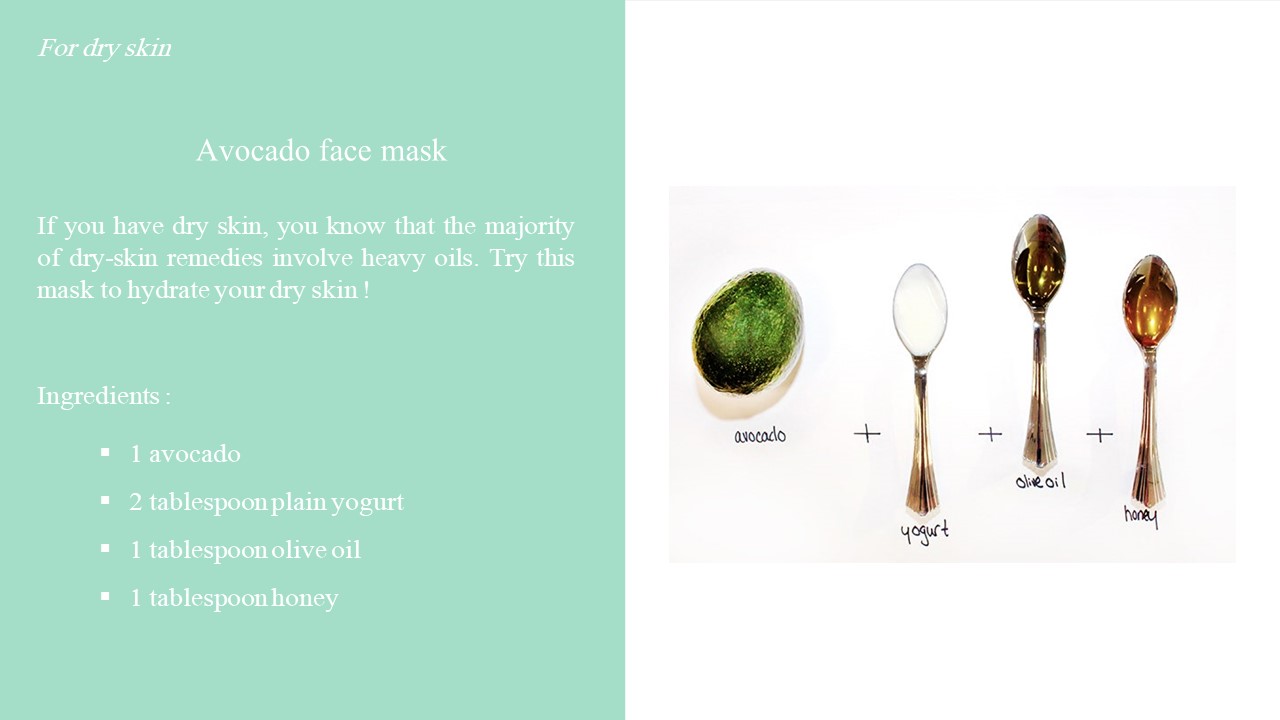 For dry skin
Avocado face mask
If you have dry skin, you know that the majority
of dry-skin remedies involve heavy oils. Try this
mask to hydrate your dry skin !
Ingredients :
▪ 1 avocado
▪ 2 tablespoon plain yogurt
▪ 1 tablespoon olive oil
▪ 1 tablespoon honey
avocado + yogurt + olive oil + honey